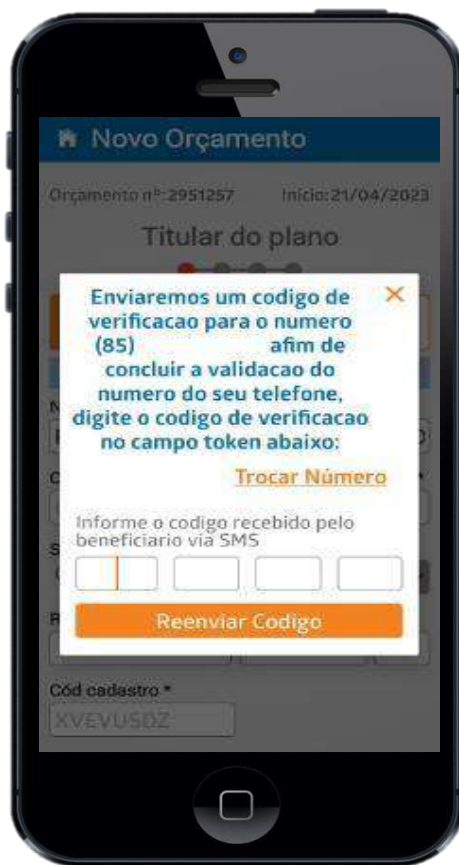 Novo Orçamento
Orçamento nº:2951257 Início:21/04/2023
Titular do plano
Enviaremos um codigo de
verificacao para o numero
(85) afim de
concluir a validacao do
numero do seu telefone,
digite o codigo de verificacao
no campo token abaixo:
Trocar Número
Informe o codigo recebido pelo
beneficiario via SMS
Reenviar Codigo
Cód cadastro *
XVEVUSDZ